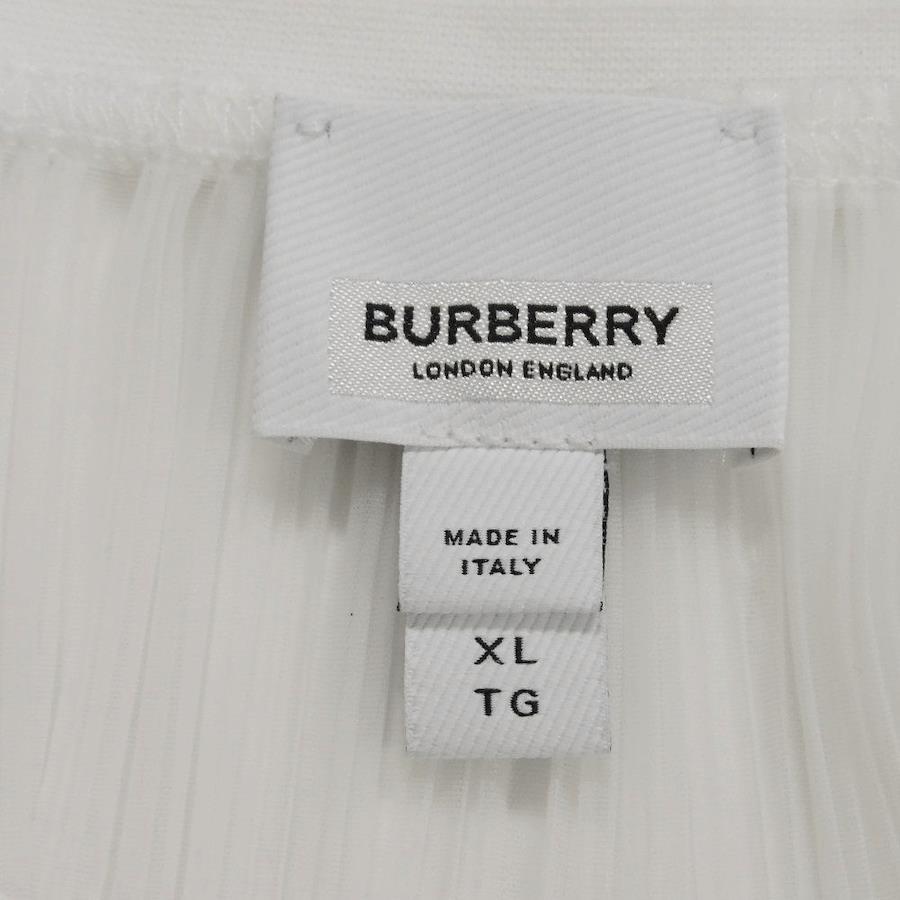 BURBERRY
LONDON ENGLAND
MADE IN
ITALY
XL
TG